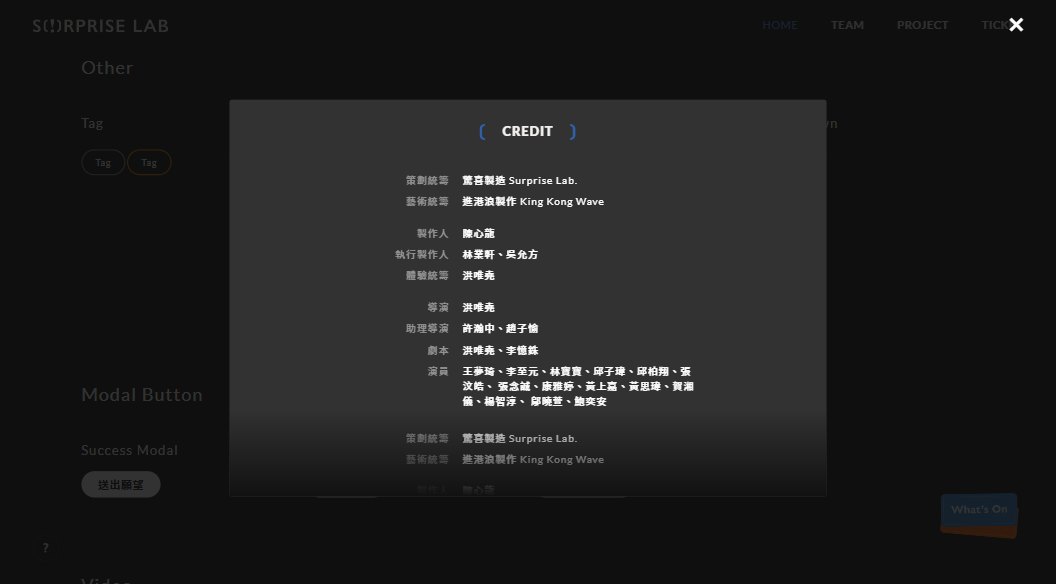 S(!)RPRISE LAB
HOME TEAM PROJECT
Other
Tag
Tag Tag
( CREDIT )
策劃統籌 驚喜製造 Surprise Lab.
藝術統籌 進港浪製作 King Kong Wave
製作人 陳心龍
執行製作人 林業軒、吳允方
體驗統籌 洪唯堯
導演 洪唯堯
助理導演 許瀚中、趙子愉
劇本 洪唯堯、李憶銖
演員 王夢琦、李至元、林寶寶、邱子瑋、邱柏翔、張
汶皓、張念誠、康雅婷、黃上嘉、黃思瑋、賀湘
儀、楊智淳、鄔曉萱、鮑奕安
策劃統籌 驚喜製造 Surprise Lab.
藝術統籌 進港浪製作 King Kong Wave
製作人 陳心龍
Modal Button
Success Modal
送出願望
What's On
?
Video